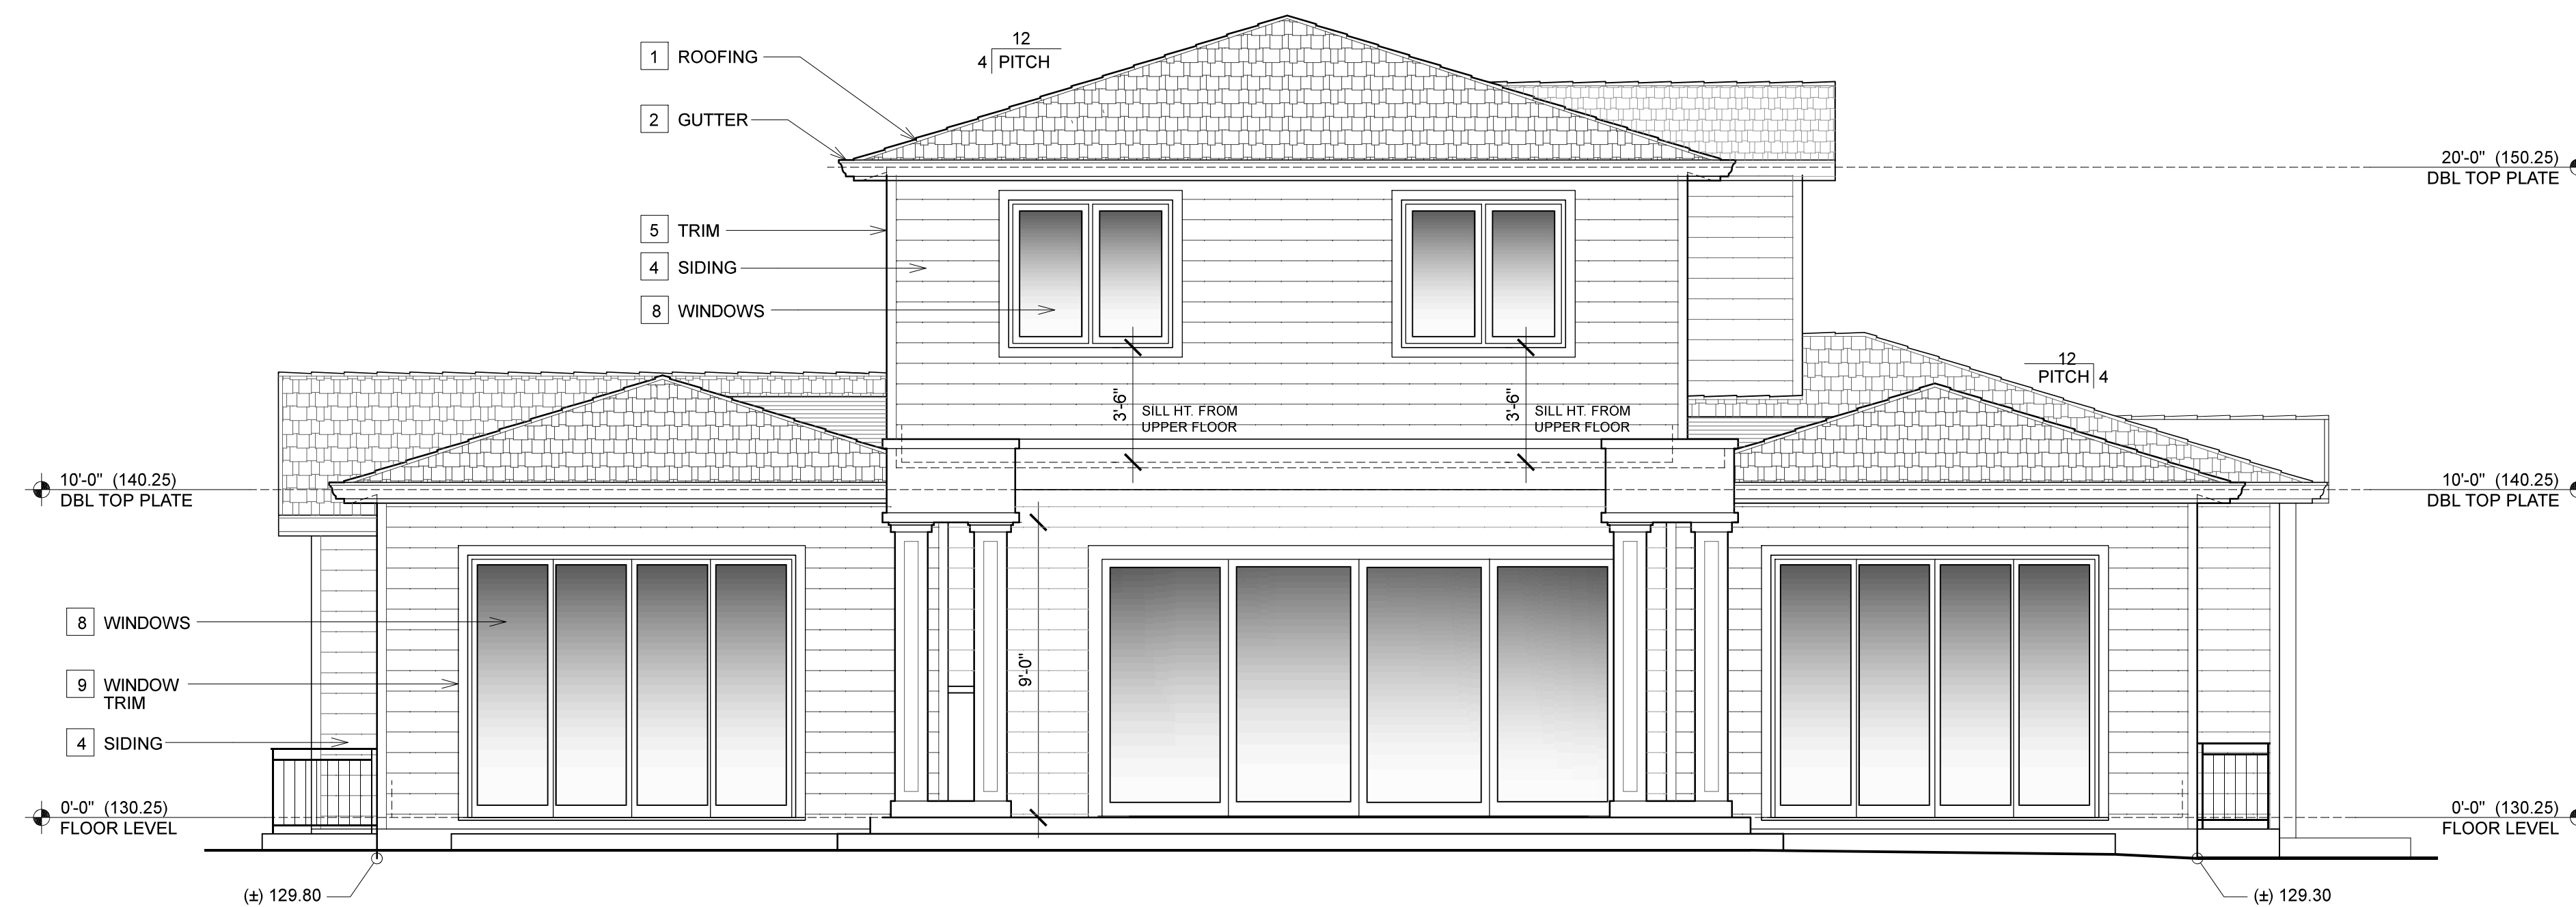 12
4 PITCH
1 ROOFING
2 GUTTER
20'-0" (150.25)
DBL TOP PLATE
5 TRIM
4 SIDING
8 WINDOWS
12
PITCH 4
3'-6"
SILL HT. FROM
UPPER FLOOR
3'-6"
SILL HT. FROM
UPPER FLOOR
10'-0" (140.25)
DBL TOP PLATE
10'-0" (140.25)
DBL TOP PLATE
8 WINDOWS
9 WINDOW
TRIM
9'-0"
4 SIDING
0'-0" (130.25)
FLOOR LEVEL
0'-0" (130.25)
FLOOR LEVEL
(±) 129.80
(±) 129.30